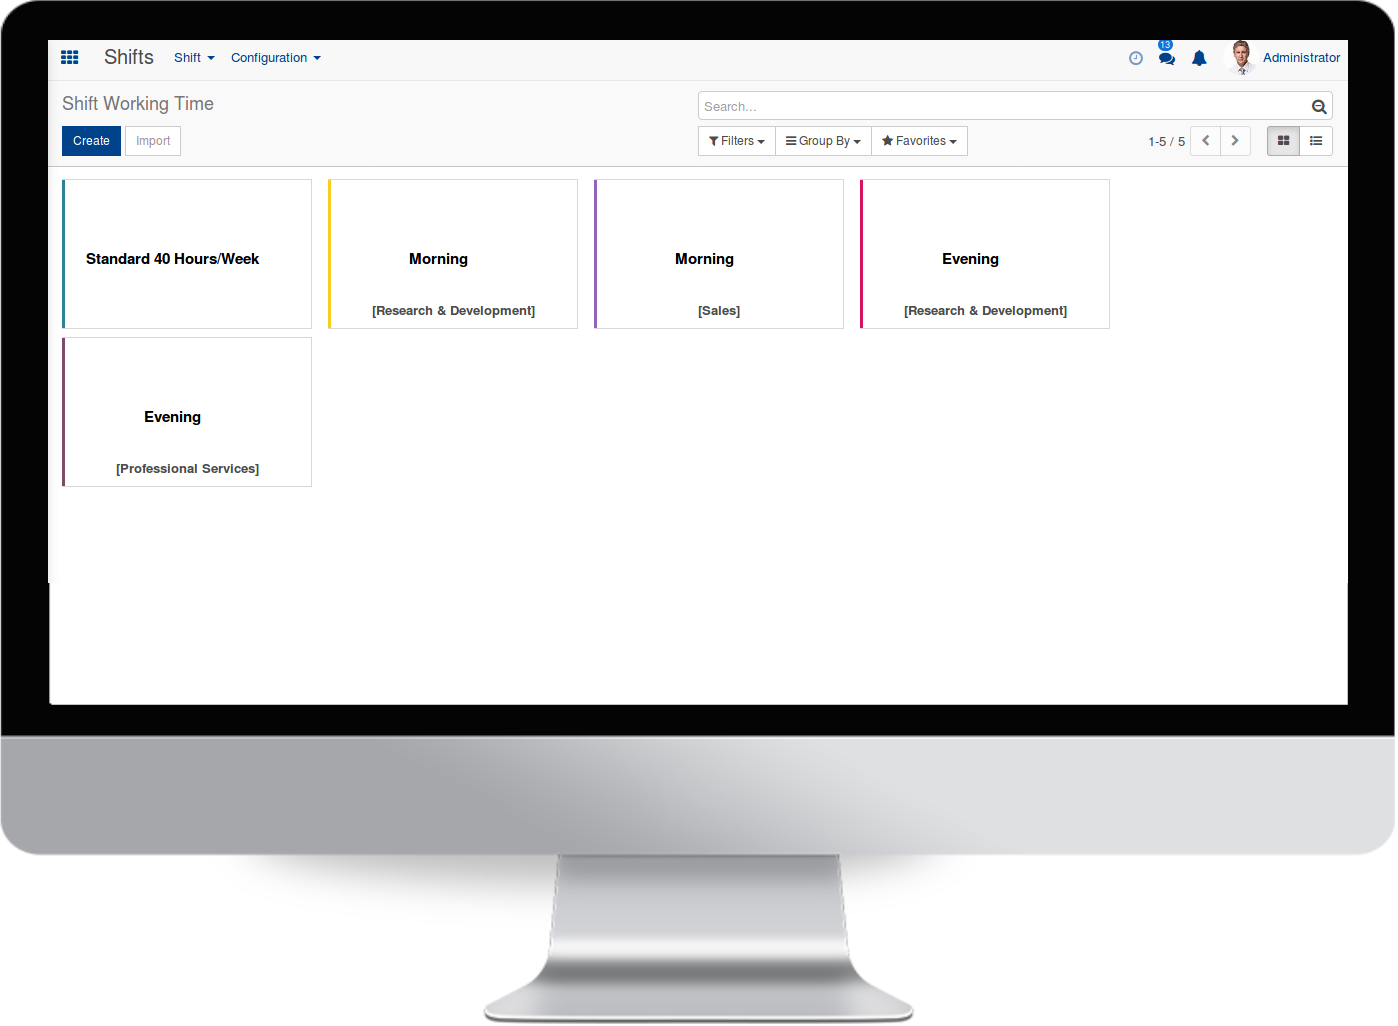 Shifts Shift Configuration 13 Administrator
Shift Working Time
Search...
Create Import Filters Group By Favorites 1-5 / 5
Standard 40 Hours/Week
Morning
[Research & Development]
Morning
[Sales]
Evening
[Research & Development]
Evening
[Professional Services]